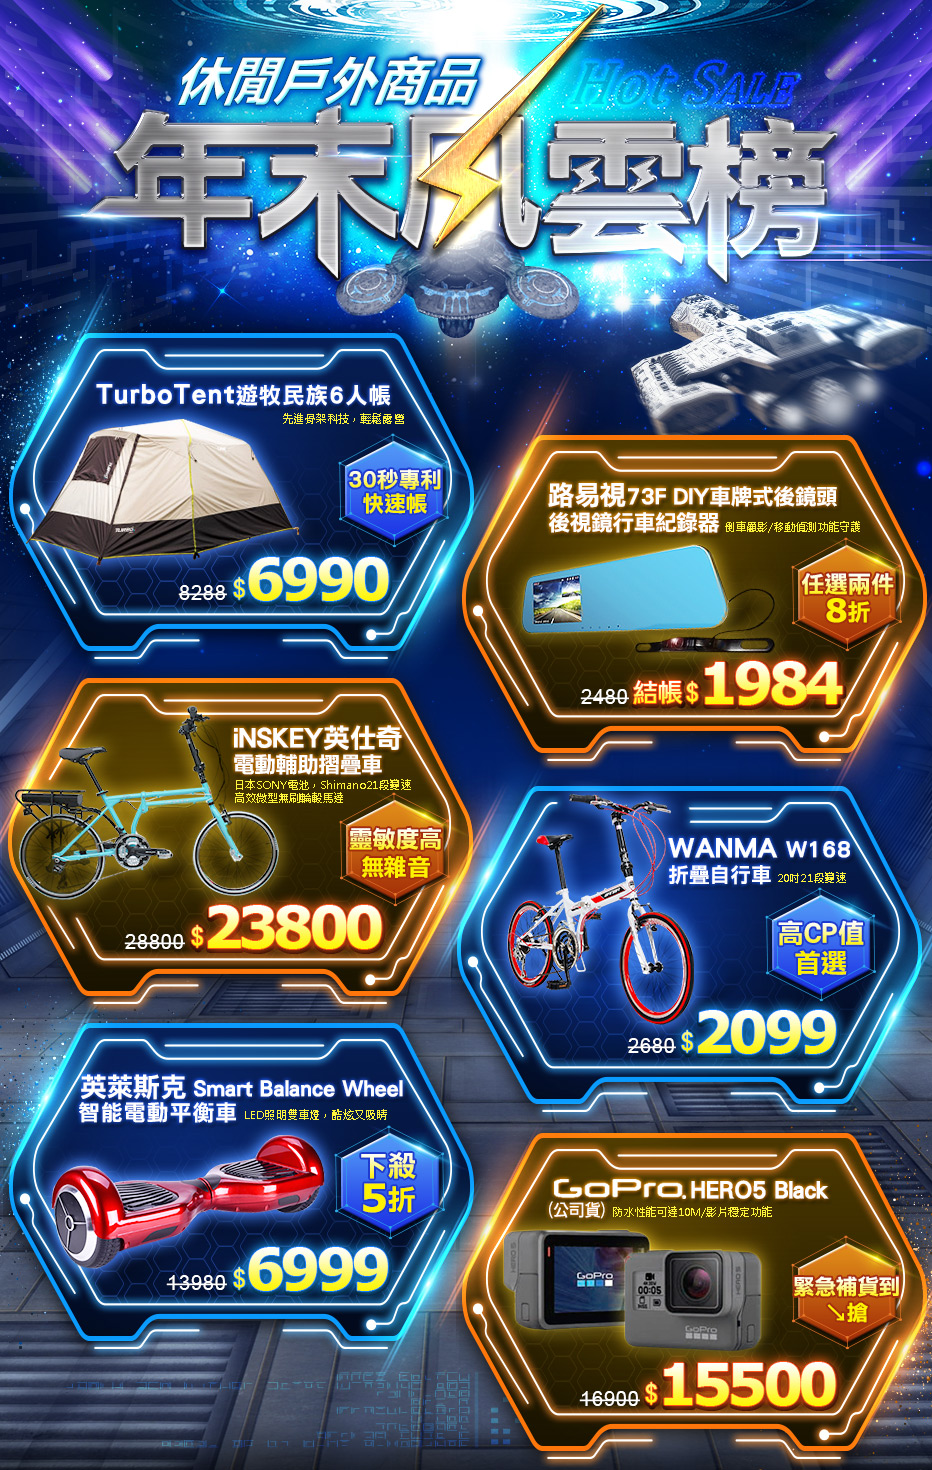 休閒戶外商品
Hot SALE
年末風雲榜
TurboTent遊牧民族6人帳
先進骨架科技，輕鬆露營
30秒專利
快速帳
TURBO
8288 $6990
路易視73F DIY車牌式後鏡頭
後視鏡行車紀錄器 倒車顯影/移動偵測功能守護
任選兩件
8折
2480 結帳$1984
iNSKEY英仕奇
電動輔助摺疊車
日本SONY電池，Shimano21段變速
高效微型無刷輪轂馬達
靈敏度高
無雜音
28800 $23800
WANMA W168
折疊自行車 20吋21段變速
高CP值
首選
2680 $2099
英萊斯克 Smart Balance Wheel
智能電動平衡車 LED照明雙車燈，酷炫又吸睛
下殺
5折
13980 $6999
GoPro. HERO5 Black
(公司貨) 防水性能可達10M/影片穩定功能
HERO5
GoPro
00:05
HERO5
GoPro
緊急補貨到
↘搶
16900 $15500